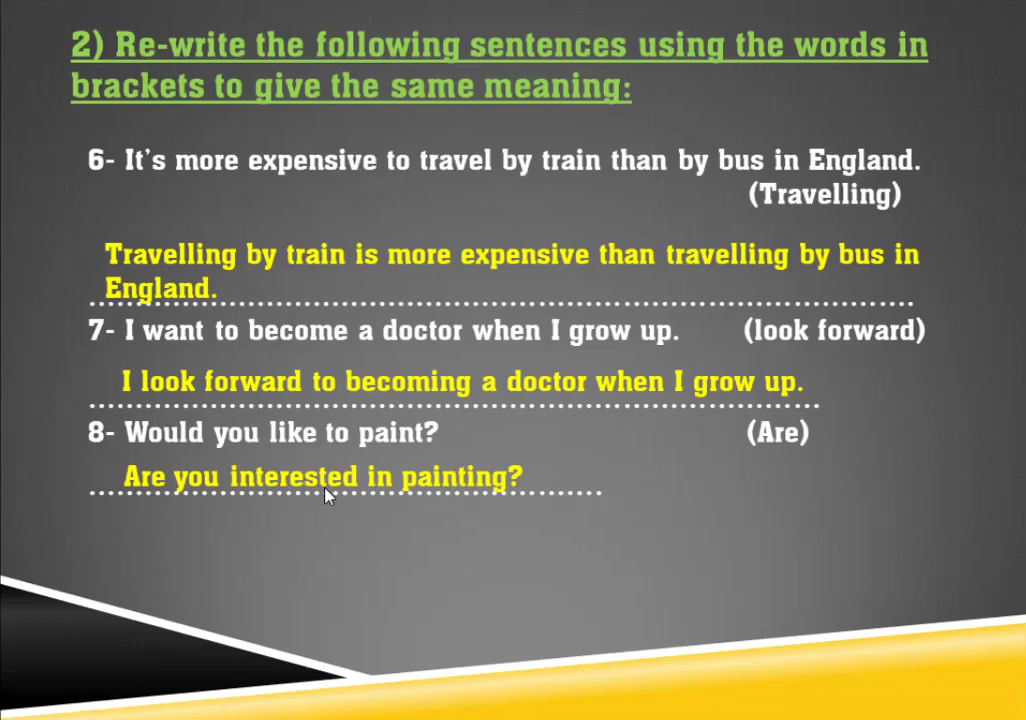 2) Re-write the following sentences using the words in
brackets to give the same meaning:
6- It's more expensive to travel by train than by bus in England.
(Travelling)
Travelling by train is more expensive than travelling by bus in
England.
7- I want to become a doctor when I grow up. (look forward)
I look forward to becoming a doctor when I grow up.
8- Would you like to paint? (Are)
Are you interested in painting?